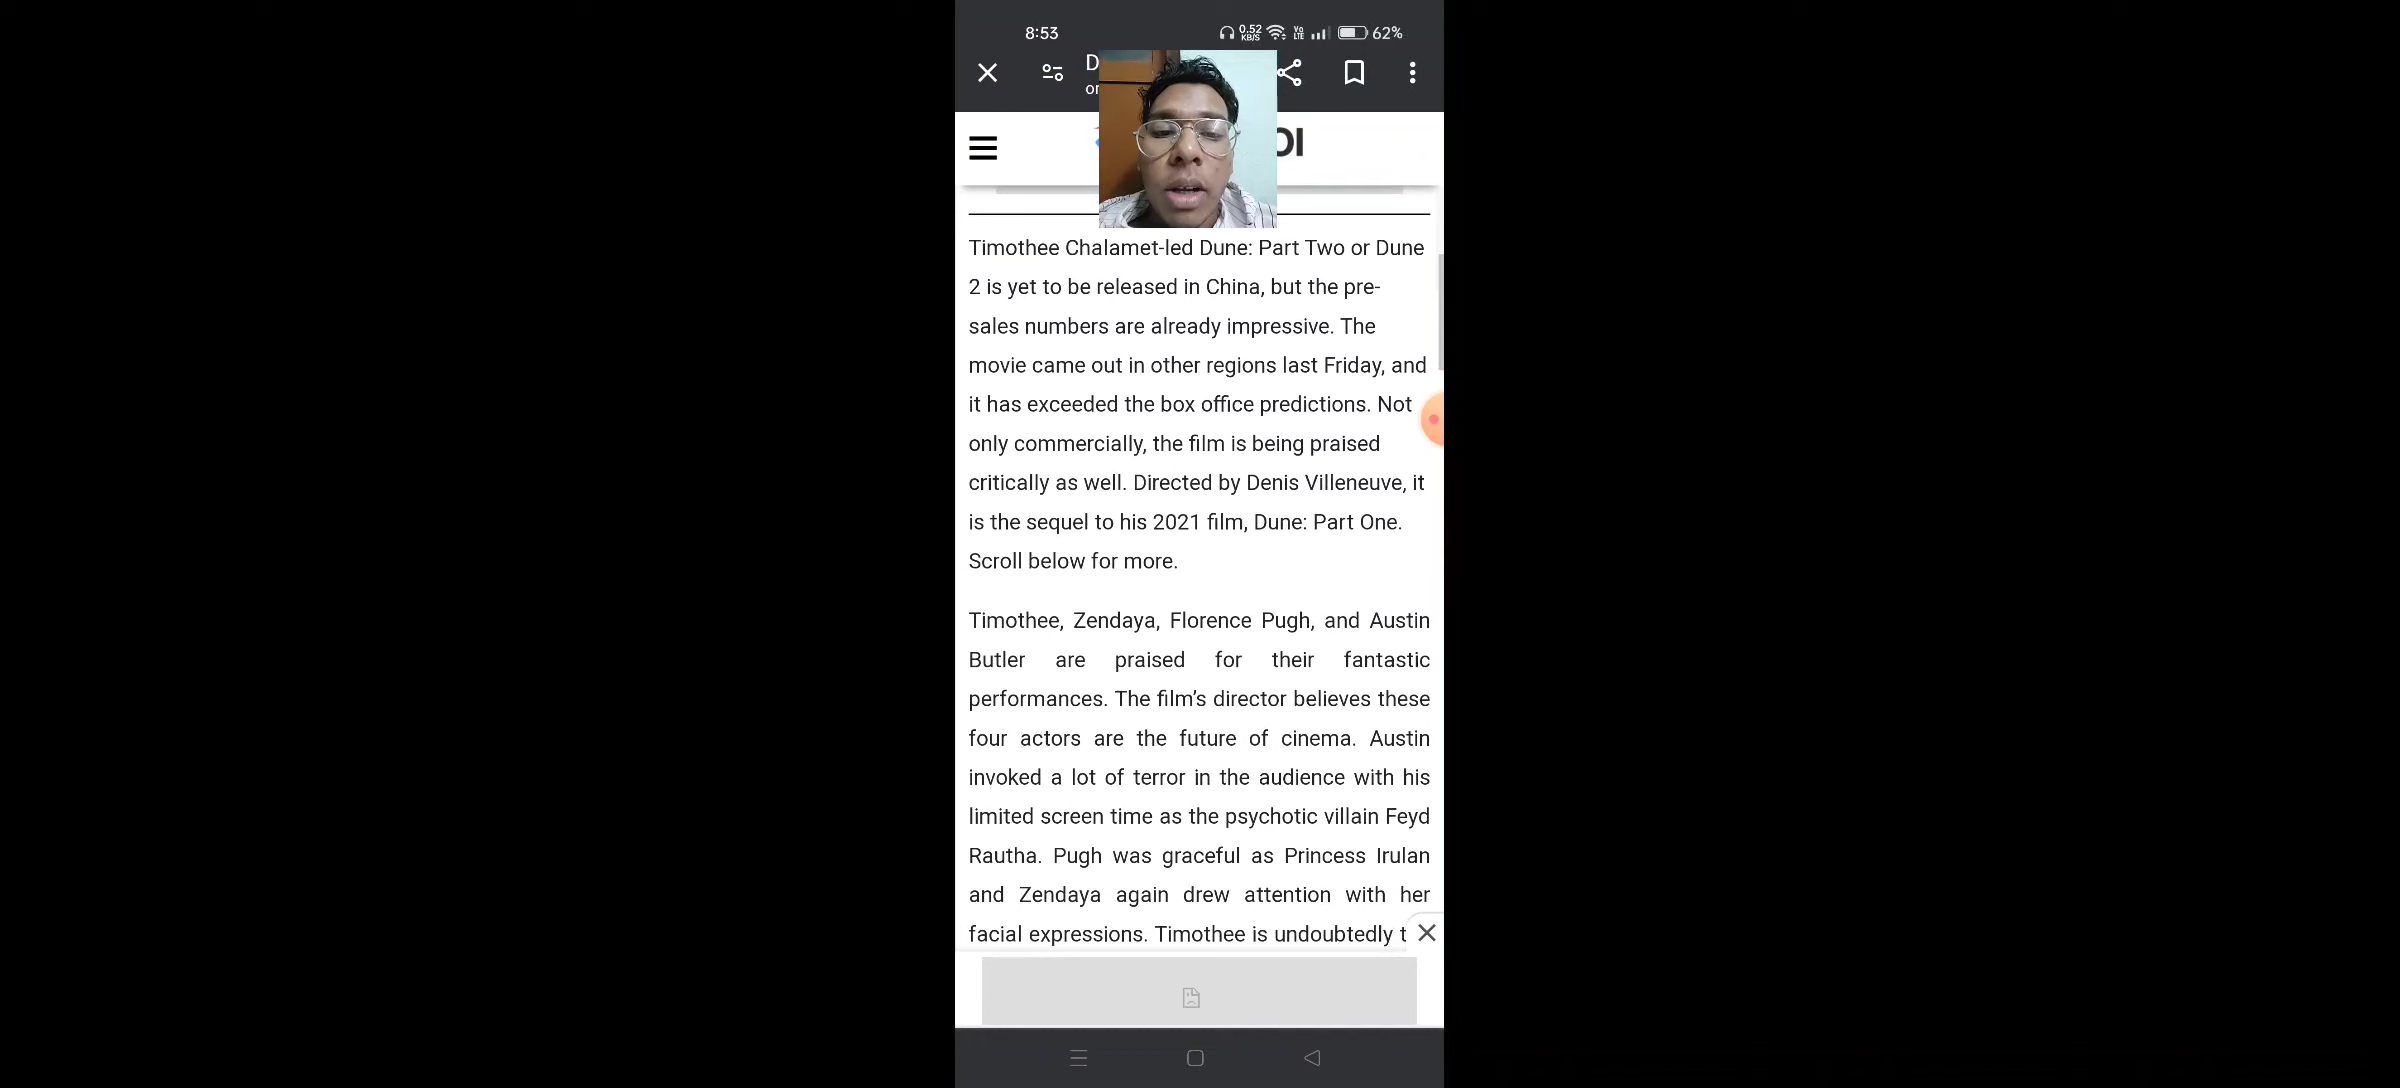 8:53
0.52 KB/S
Vo LTE
62%
Timothee Chalamet-led Dune: Part Two or Dune
2 is yet to be released in China, but the pre-
sales numbers are already impressive. The
movie came out in other regions last Friday, and
it has exceeded the box office predictions. Not
only commercially, the film is being praised
critically as well. Directed by Denis Villeneuve, it
is the sequel to his 2021 film, Dune: Part One.
Scroll below for more.
Timothee, Zendaya, Florence Pugh, and Austin
Butler are praised for their fantastic
performances. The film’s director believes these
four actors are the future of cinema. Austin
invoked a lot of terror in the audience with his
limited screen time as the psychotic villain Feyd
Rautha. Pugh was graceful as Princess Irulan
and Zendaya again drew attention with her
facial expressions. Timothee is undoubtedly